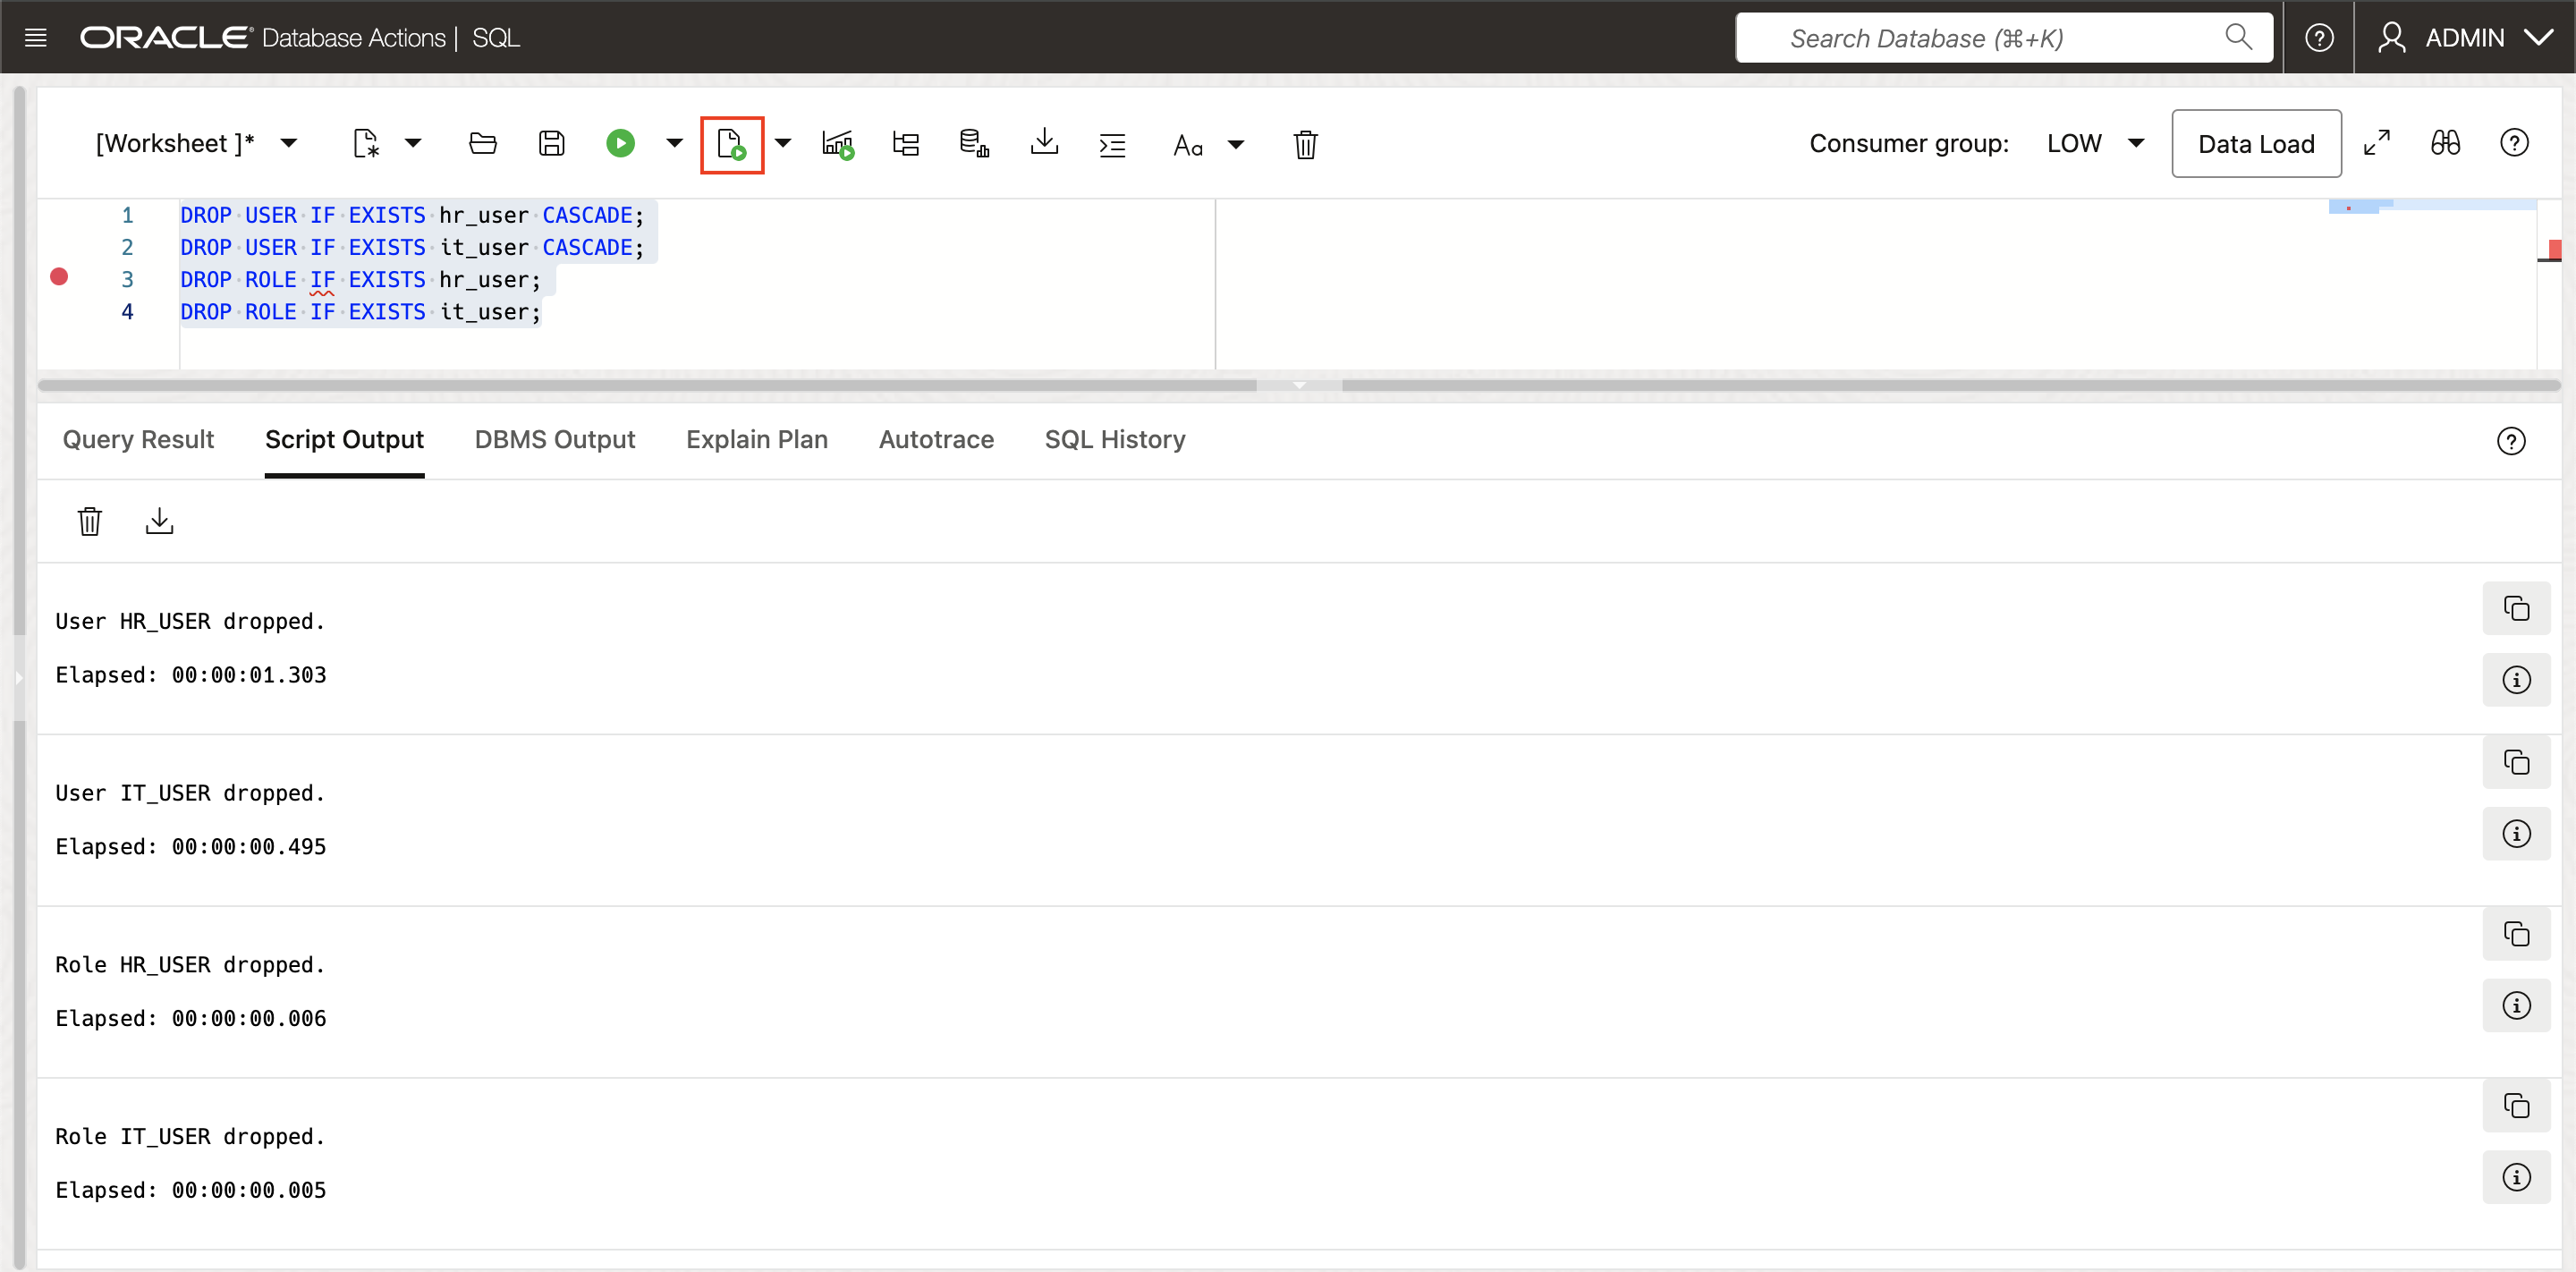 ORACLE Database Actions | SQL
Search Database (⌘+K)
ADMIN
[Worksheet ]*
Aa
Consumer group: LOW
Data Load
1 DROP USER IF EXISTS hr_user CASCADE;
2 DROP USER IF EXISTS it_user CASCADE;
3 DROP ROLE IF EXISTS hr_user;
4 DROP ROLE IF EXISTS it_user;
Query Result Script Output DBMS Output Explain Plan Autotrace SQL History
User HR_USER dropped.
Elapsed: 00:00:01.303
User IT_USER dropped.
Elapsed: 00:00:00.495
Role HR_USER dropped.
Elapsed: 00:00:00.006
Role IT_USER dropped.
Elapsed: 00:00:00.005